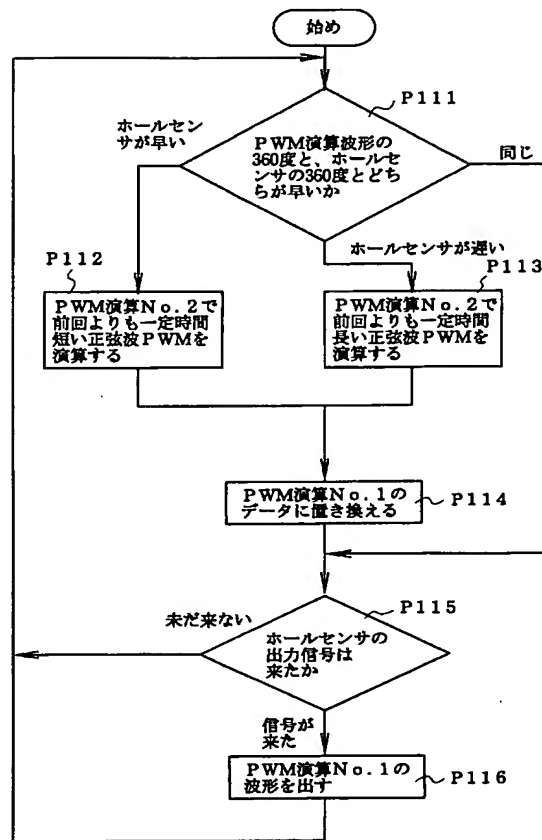 始め
P111
ホールセン
サが早い
PWM演算波形の
360度と、ホールセ
ンサの360度とどち
らが早いか
同じ
ホールセンサが遅い
P112
P113
PWM演算No.2で
前回よりも一定時間
短い正弦波PWMを
演算する
PWM演算No.2で
前回よりも一定時間
長い正弦波PWMを
演算する
PWM演算No.1の
データに置き換える
P114
P115
未だ来ない
ホールセンサの
出力信号は
来たか
信号が
来た
PWM演算No.1の
波形を出す
P116